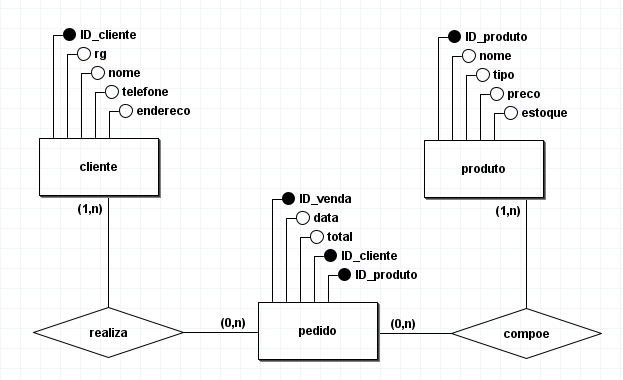 ID_cliente
rg
nome
telefone
endereco
cliente
(1,n)
ID_produto
nome
tipo
preco
estoque
produto
(1,n)
ID_venda
data
total
ID_cliente
ID_produto
realiza
(0,n)
pedido
(0,n)
compoe